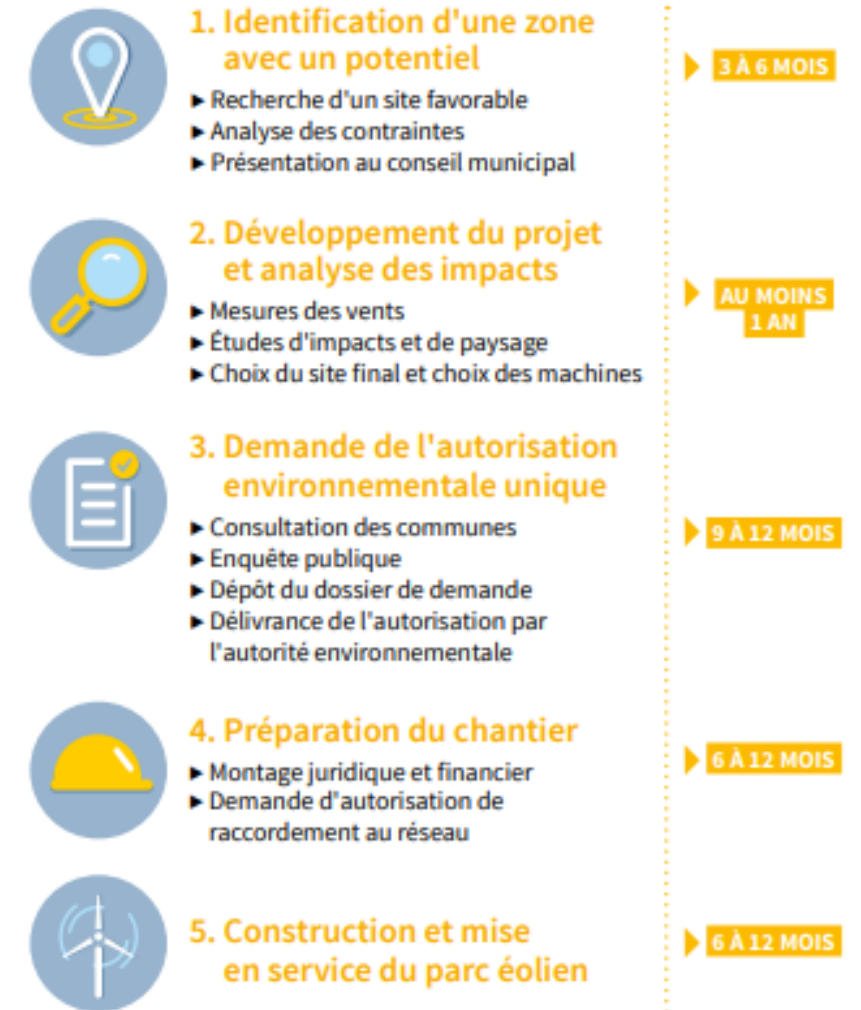 1. Identification d'une zone
avec un potentiel
3 À 6 MOIS
▸ Recherche d'un site favorable
▸ Analyse des contraintes
▸ Présentation au conseil municipal
2. Développement du projet
et analyse des impacts
AU MOINS
1 AN
▸ Mesures des vents
▸ Études d'impacts et de paysage
▸ Choix du site final et choix des machines
3. Demande de l'autorisation
environnementale unique
9 À 12 MOIS
▸ Consultation des communes
▸ Enquête publique
▸ Dépôt du dossier de demande
▸ Délivrance de l'autorisation par
l'autorité environnementale
4. Préparation du chantier
6 À 12 MOIS
▸ Montage juridique et financier
▸ Demande d'autorisation de
raccordement au réseau
5. Construction et mise
en service du parc éolien
6 À 12 MOIS